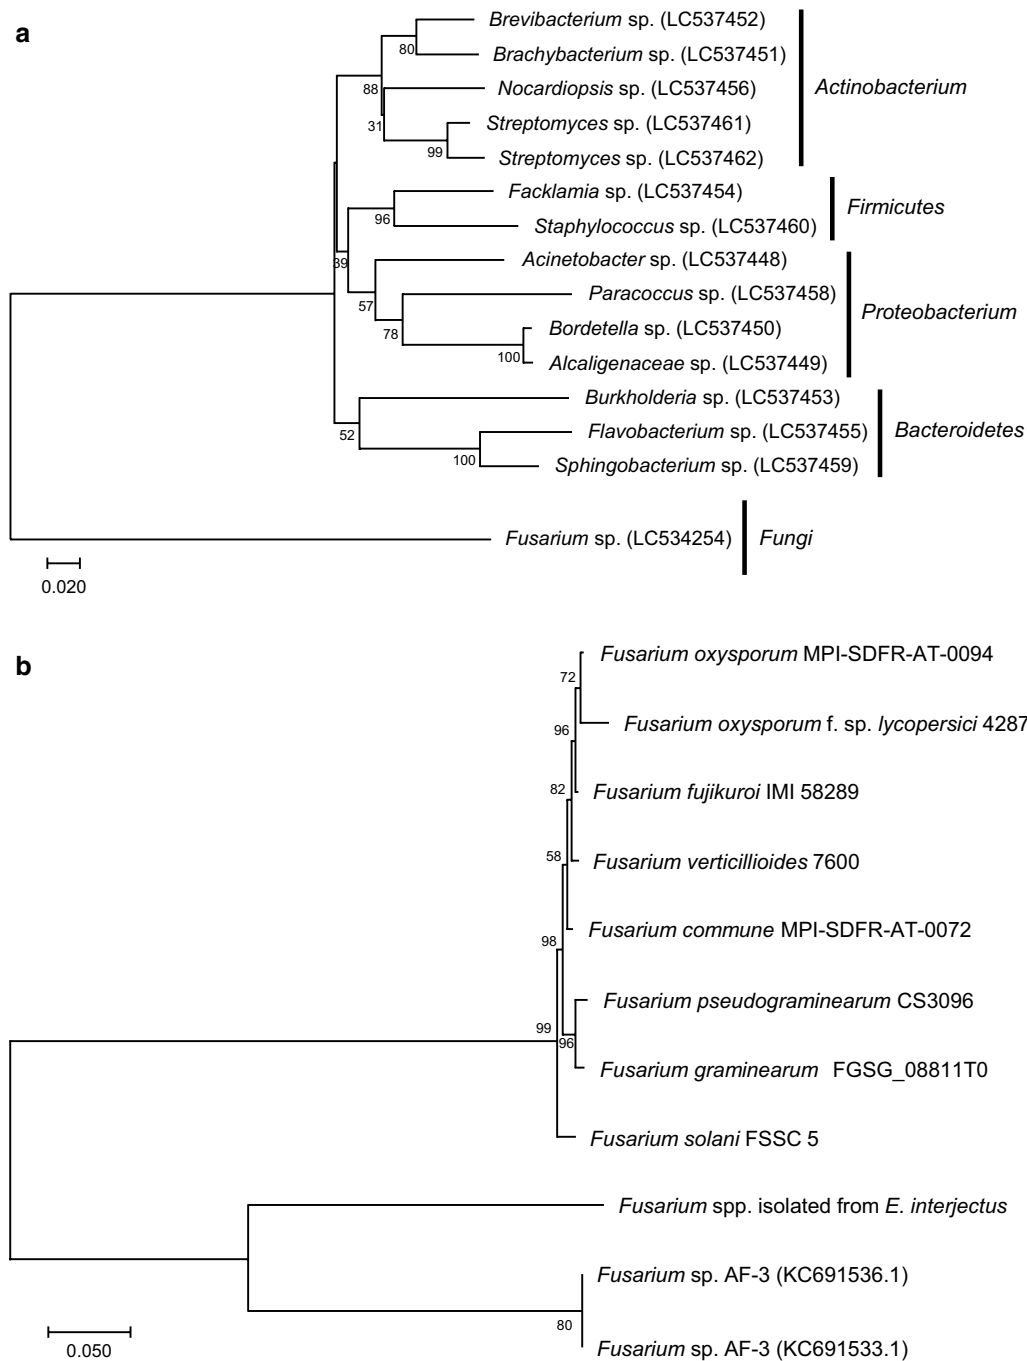 a
Brevibacterium sp. (LC537452)
80
Brachybacterium sp. (LC537451)
88
Nocardiopsis sp. (LC537456)
Actinobacterium
31
Streptomyces sp. (LC537461)
99
Streptomyces sp. (LC537462)
Facklamia sp. (LC537454)
96
Firmicutes
Staphylococcus sp. (LC537460)
39
Acinetobacter sp. (LC537448)
57
Paracoccus sp. (LC537458)
Proteobacterium
78
Bordetella sp. (LC537450)
100
Alcaligenaceae sp. (LC537449)
Burkholderia sp. (LC537453)
52
Flavobacterium sp. (LC537455)
Bacteroidetes
100
Sphingobacterium sp. (LC537459)
Fusarium sp. (LC534254)
Fungi
0.020
b
Fusarium oxysporum MPI-SDFR-AT-0094
72
Fusarium oxysporum f. sp. lycopersici 4287
96
Fusarium fujikuroi IMI 58289
82
Fusarium verticillioides 7600
58
Fusarium commune MPI-SDFR-AT-0072
98
Fusarium pseudograminearum CS3096
99
96
Fusarium graminearum FGSG_08811T0
Fusarium solani FSSC 5
Fusarium spp. isolated from E. interjectus
Fusarium sp. AF-3 (KC691536.1)
80
Fusarium sp. AF-3 (KC691533.1)
0.050